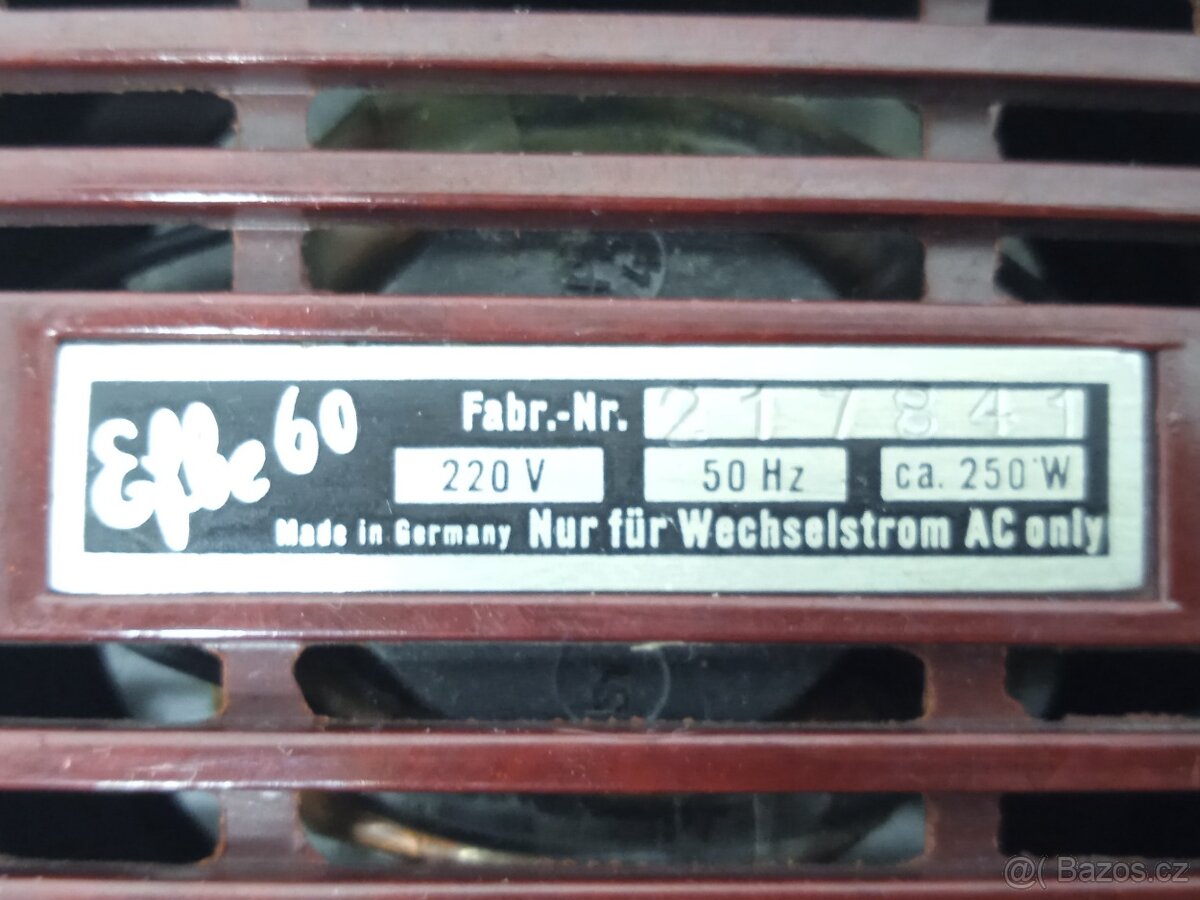 Efbe 60
Fabr.-Nr. 217841
220 V 50 Hz ca. 250 W
Made in Germany Nur für Wechselstrom AC only
@( Bazos.cz